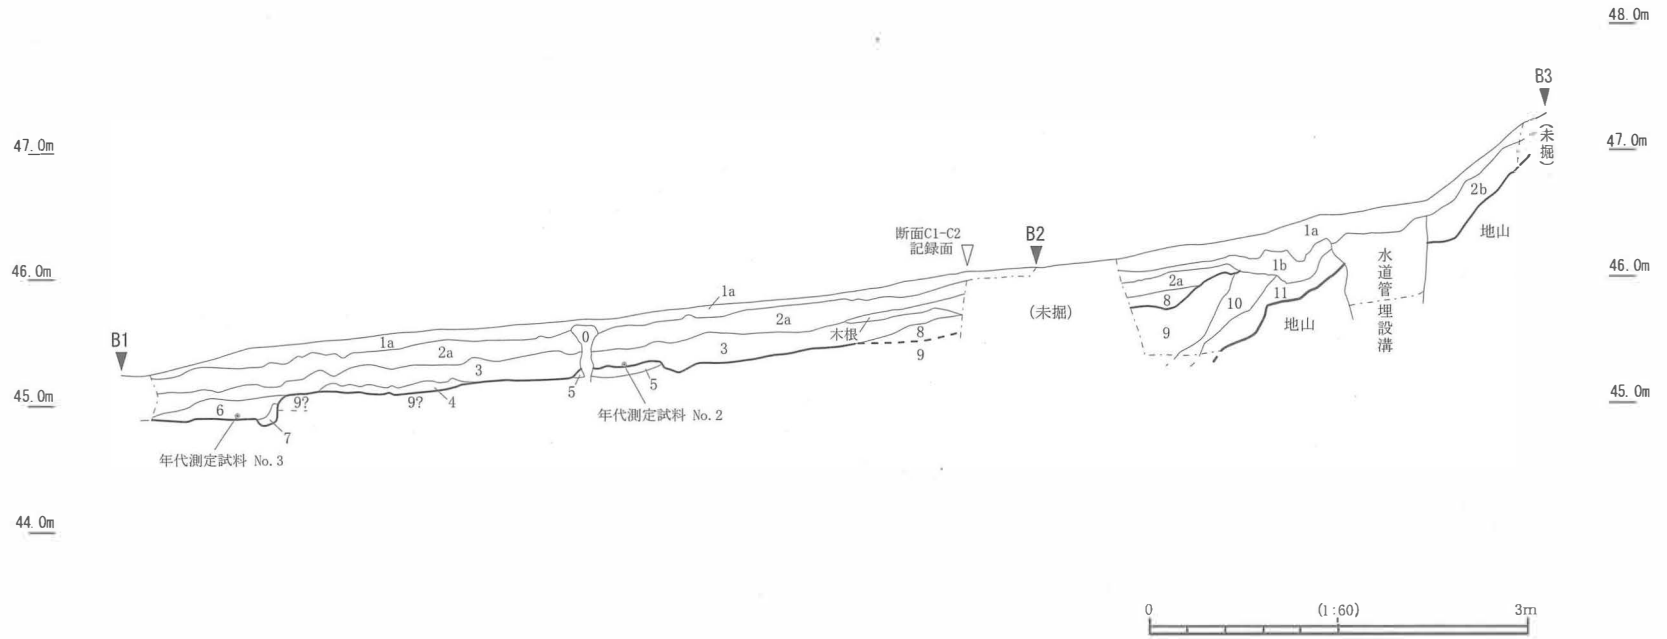 48.0m
B3
47.0m
47.0m
(未掘)
2b
断面C1-C2
記録面
B2
1a
地山
46.0m
1b
水道管埋設溝
46.0m
1a
2a
11
2a
8
10
(未掘)
地山
木根
0
8
B1
1a
9
2a
3
9
3
45.0m
5
5
45.0m
9?
9?
4
6
年代測定試料 No.2
7
年代測定試料 No.3
44.0m
0
(1:60)
3m